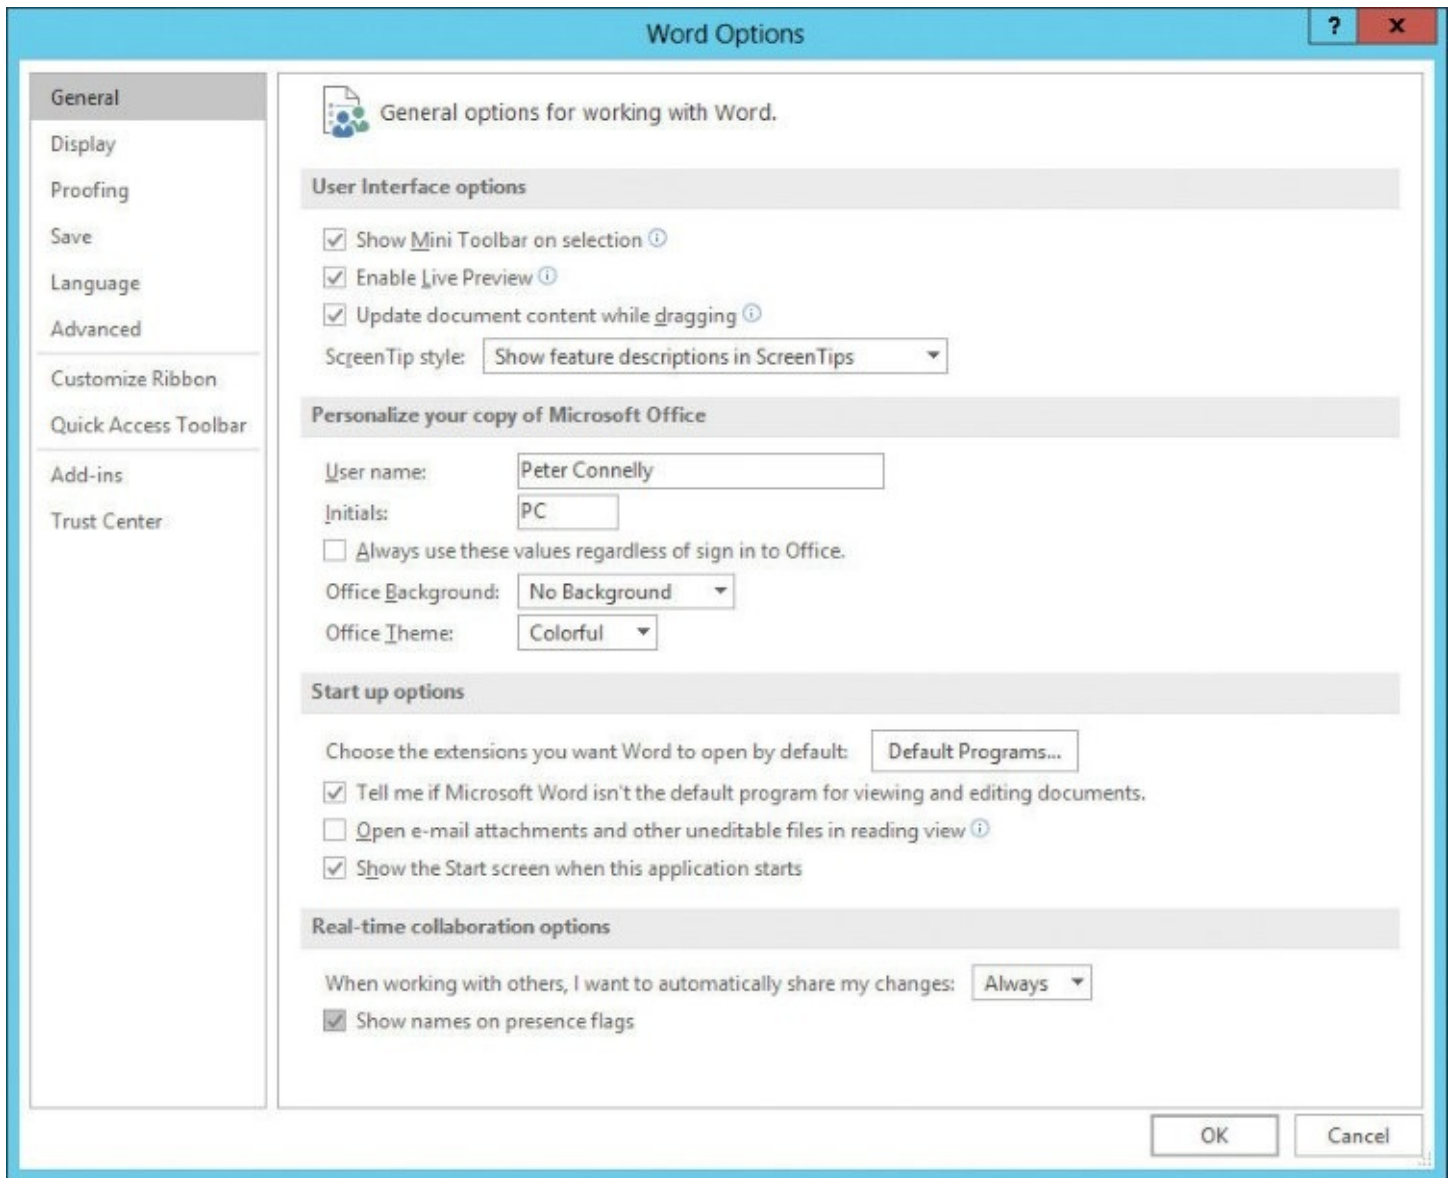 Word Options
?
x
General
Display
Proofing
Save
Language
Advanced
Customize Ribbon
Quick Access Toolbar
Add-ins
Trust Center
General options for working with Word.
User Interface options
Show Mini Toolbar on selection
Enable Live Preview
Update document content while dragging
ScreenTip style: Show feature descriptions in ScreenTips
Personalize your copy of Microsoft Office
User name: Peter Connelly
Initials: PC
Always use these values regardless of sign in to Office.
Office Background: No Background
Office Theme: Colorful
Start up options
Choose the extensions you want Word to open by default: Default Programs...
Tell me if Microsoft Word isn't the default program for viewing and editing documents.
Open e-mail attachments and other uneditable files in reading view
Show the Start screen when this application starts
Real-time collaboration options
When working with others, I want to automatically share my changes: Always
Show names on presence flags
OK Cancel